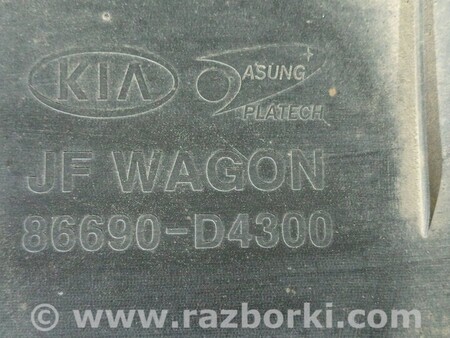 KIA ASUNG
PLATECH
JF WAGON
86690-D4300
© www.razborki.com